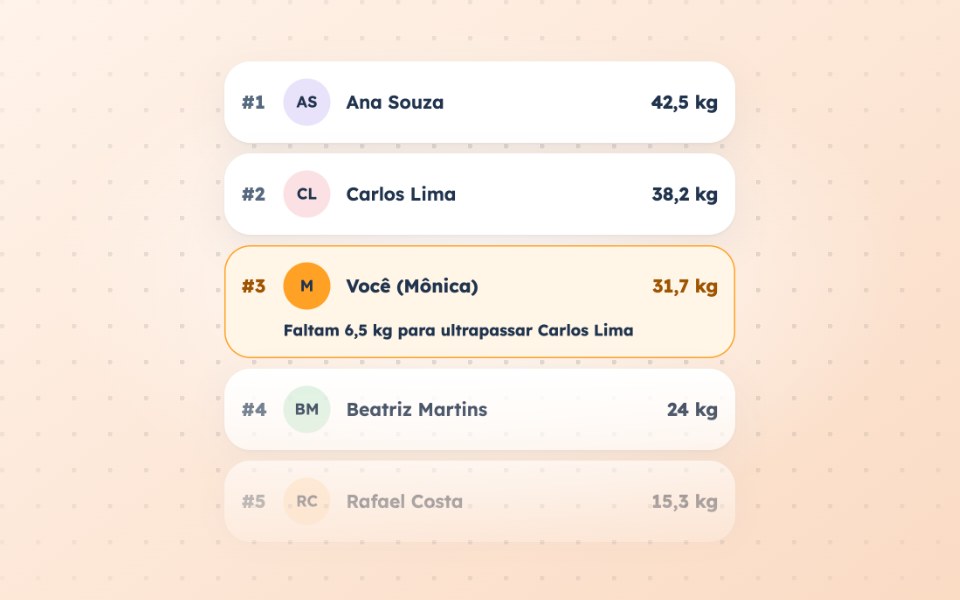 #1 AS Ana Souza 42,5 kg
#2 CL Carlos Lima 38,2 kg
#3 M Você (Mônica) 31,7 kg
Faltam 6,5 kg para ultrapassar Carlos Lima
#4 BM Beatriz Martins 24 kg
#5 RC Rafael Costa 15,3 kg